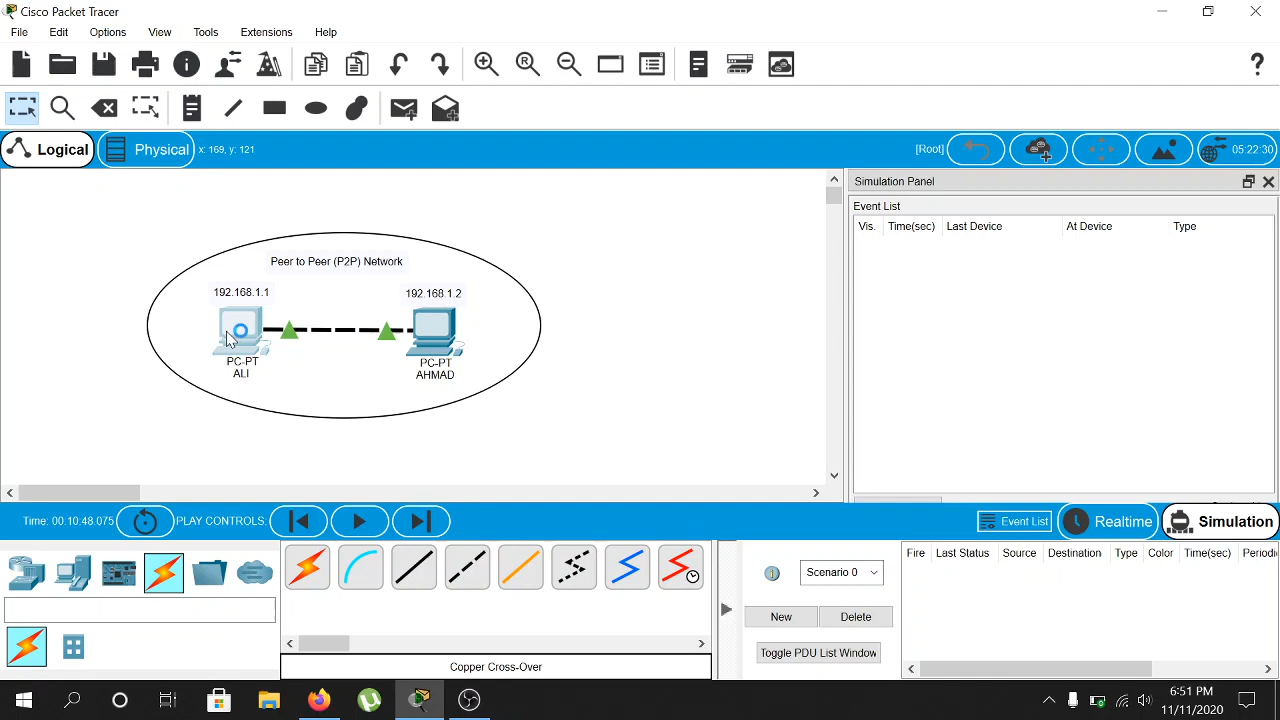 Cisco Packet Tracer
File Edit Options View Tools Extensions Help
Logical Physical x: 169, y: 121 [Root] 05:22:30
Simulation Panel
Event List
Vis. Time(sec) Last Device At Device Type
Peer to Peer (P2P) Network
192.168.1.1 192.168.1.2
PC-PT PC-PT
ALI AHMAD
Time: 00:10:48.075 PLAY CONTROLS: Event List Realtime Simulation
Fire Last Status Source Destination Type Color Time(sec) Periodi
Scenario 0
New Delete
Toggle PDU List Window
Copper Cross-Over
6:51 PM
11/11/2020